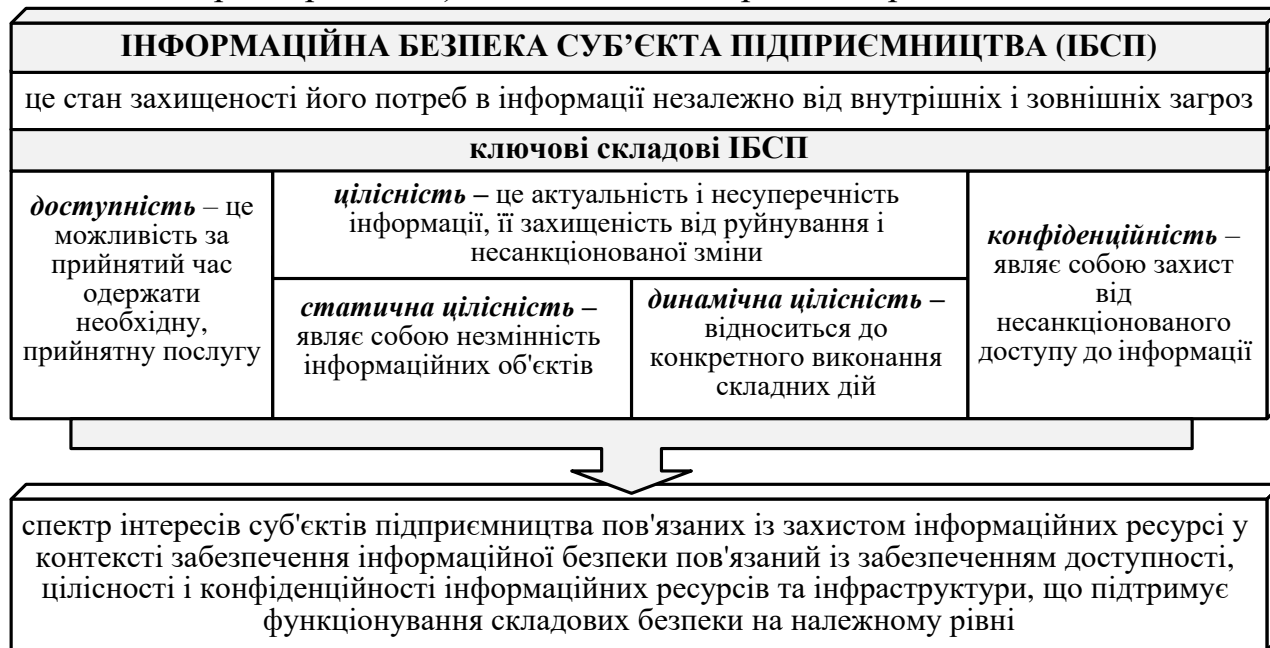 ІНФОРМАЦІЙНА БЕЗПЕКА СУБ’ЄКТА ПІДПРИЄМНИЦТВА (ІБСП)
це стан захищеності його потреб в інформації незалежно від внутрішніх і зовнішніх загроз
ключові складові ІБСП
доступність – це
можливість за
прийнятий час
одержати
необхідну,
прийнятну послугу
цілісність – це актуальність і несуперечність
інформації, її захищеність від руйнування і
несанкціонованої зміни
статична цілісність –
являє собою незмінність
інформаційних об'єктів
динамічна цілісність –
відноситься до
конкретного виконання
складних дій
конфіденційність –
являє собою захист
від
несанкціонованого
доступу до інформації
спектр інтересів суб'єктів підприємництва пов'язаних із захистом інформаційних ресурсі у
контексті забезпечення інформаційної безпеки пов'язаний із забезпеченням доступності,
цілісності і конфіденційності інформаційних ресурсів та інфраструктури, що підтримує
функціонування складових безпеки на належному рівні